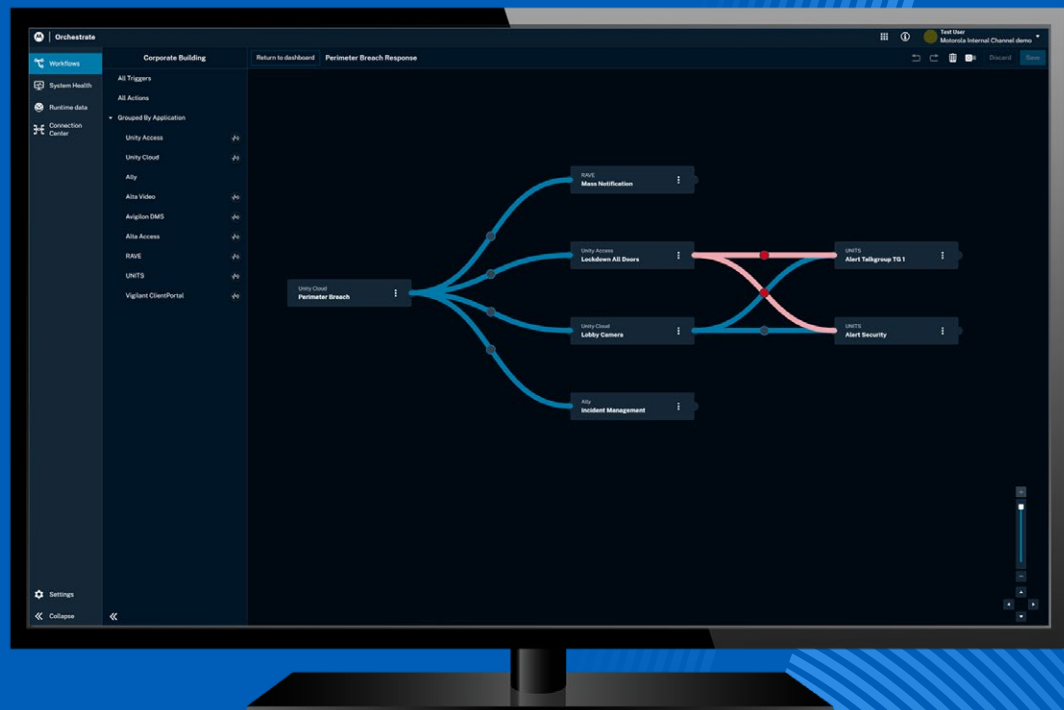 Orchestrate
Test User
Motorola Internal Channel demo
Workflows
System Health
Runtime data
Connection
Center
Settings
Collapse
Corporate Building
All Triggers
All Actions
Grouped By Application
Unity Access
Unity Cloud
Ally
Alta Video
Avigilon DMS
Alta Access
RAVE
UNITS
Vigilant ClientPortal
Return to dashboard
Perimeter Breach Response
Discard
Save
Unity Cloud
Perimeter Breach
RAVE
Mass Notification
Unity Access
Lockdown All Doors
Unity Cloud
Lobby Camera
Ally
Incident Management
UNITS
Alert Talkgroup TG 1
UNITS
Alert Security